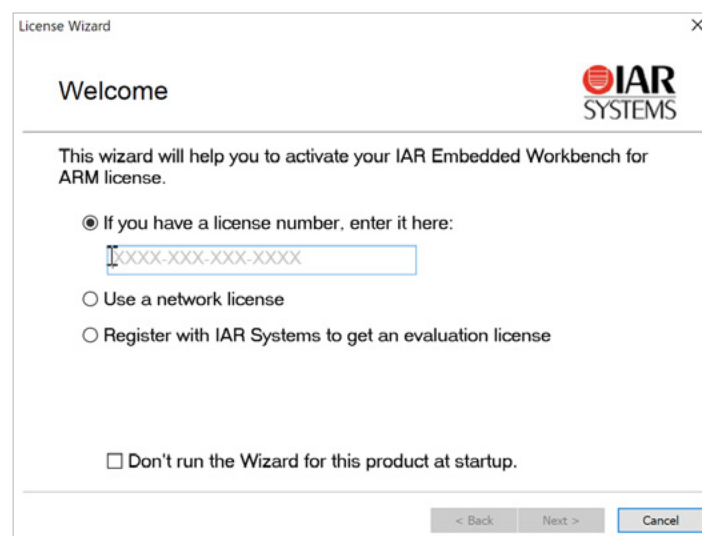 License Wizard
Welcome
IAR
SYSTEMS
This wizard will help you to activate your IAR Embedded Workbench for
ARM license.
If you have a license number, enter it here:
XXXX-XXX-XXX-XXXX
Use a network license
Register with IAR Systems to get an evaluation license
Don't run the Wizard for this product at startup.
< Back Next > Cancel